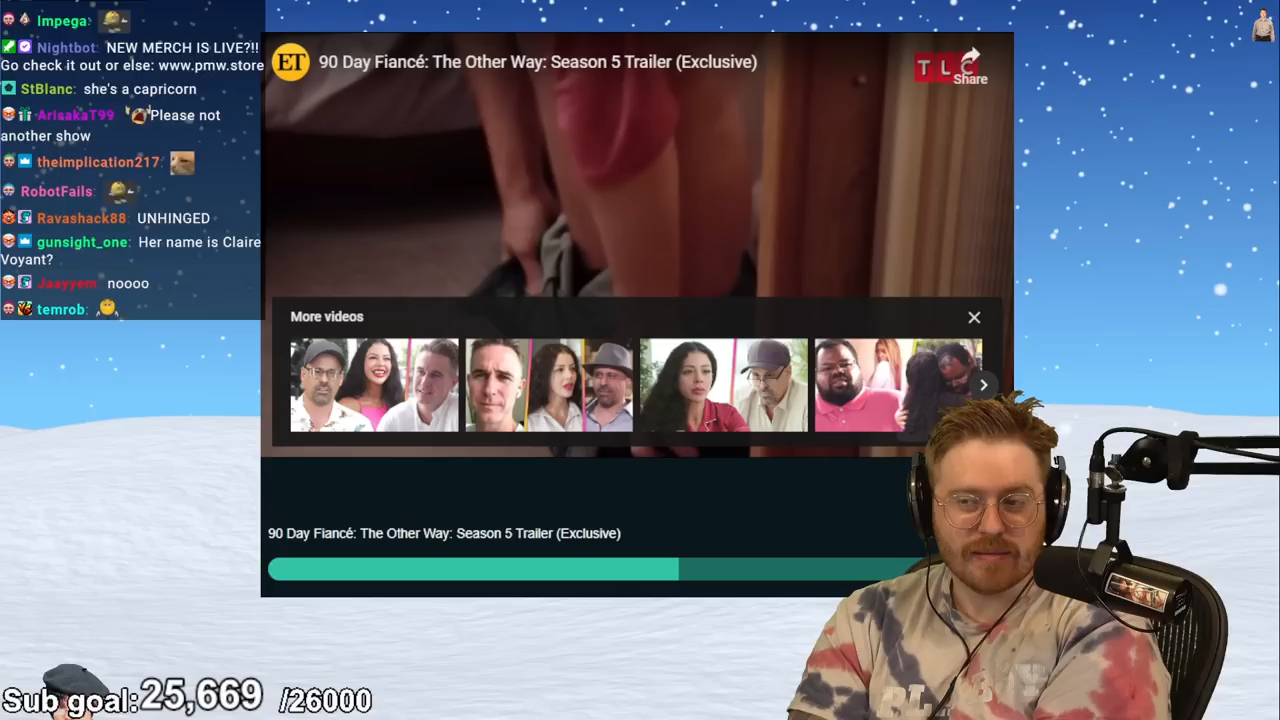 Impega:
Nightbot: NEW MERCH IS LIVE?!!
Go check it out or else: www.pmw.store
StBlanc: she's a capricorn
ArisakaT99 Please not
another show
theimplication217:
RobotFails:
Ravashack88: UNHINGED
gunsight_one: Her name is Claire
Voyant?
Jaayyem: noooo
temrob:
ET 90 Day Fiancé: The Other Way: Season 5 Trailer (Exclusive)
TLC
Share
More videos
90 Day Fiancé: The Other Way: Season 5 Trailer (Exclusive)
Sub goal: 25,669 /26000